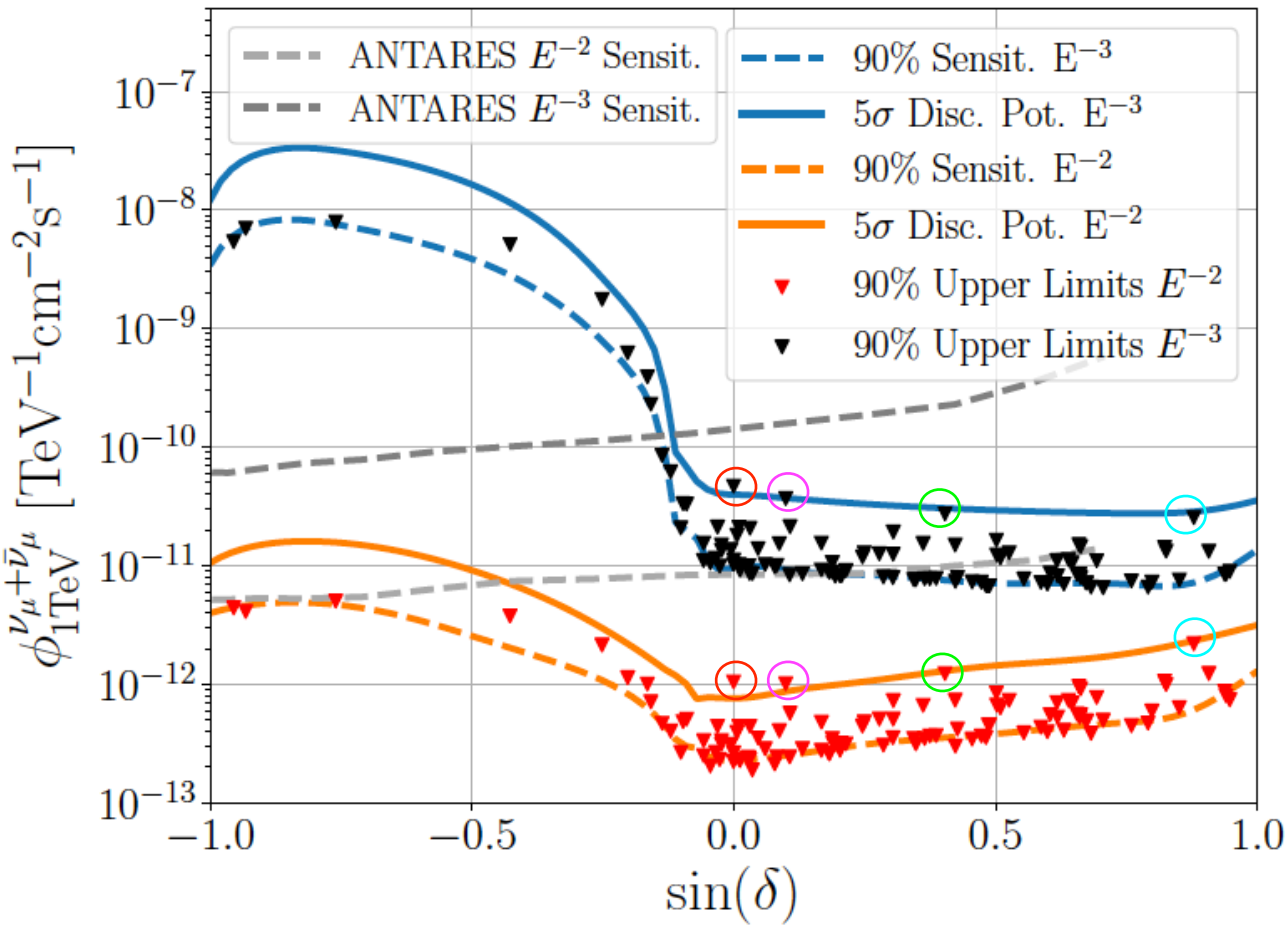 ANTARES E⁻² Sensit.
ANTARES E⁻³ Sensit.
90% Sensit. E⁻³
5σ Disc. Pot. E⁻³
90% Sensit. E⁻²
5σ Disc. Pot. E⁻²
90% Upper Limits E⁻²
90% Upper Limits E⁻³
ϕ_{1TeV}^{ν_μ+ν̄_μ} [TeV⁻¹cm⁻²s⁻¹]
10⁻⁷
10⁻⁸
10⁻⁹
10⁻¹⁰
10⁻¹¹
10⁻¹²
10⁻¹³
−1.0 −0.5 0.0 0.5 1.0
sin(δ)